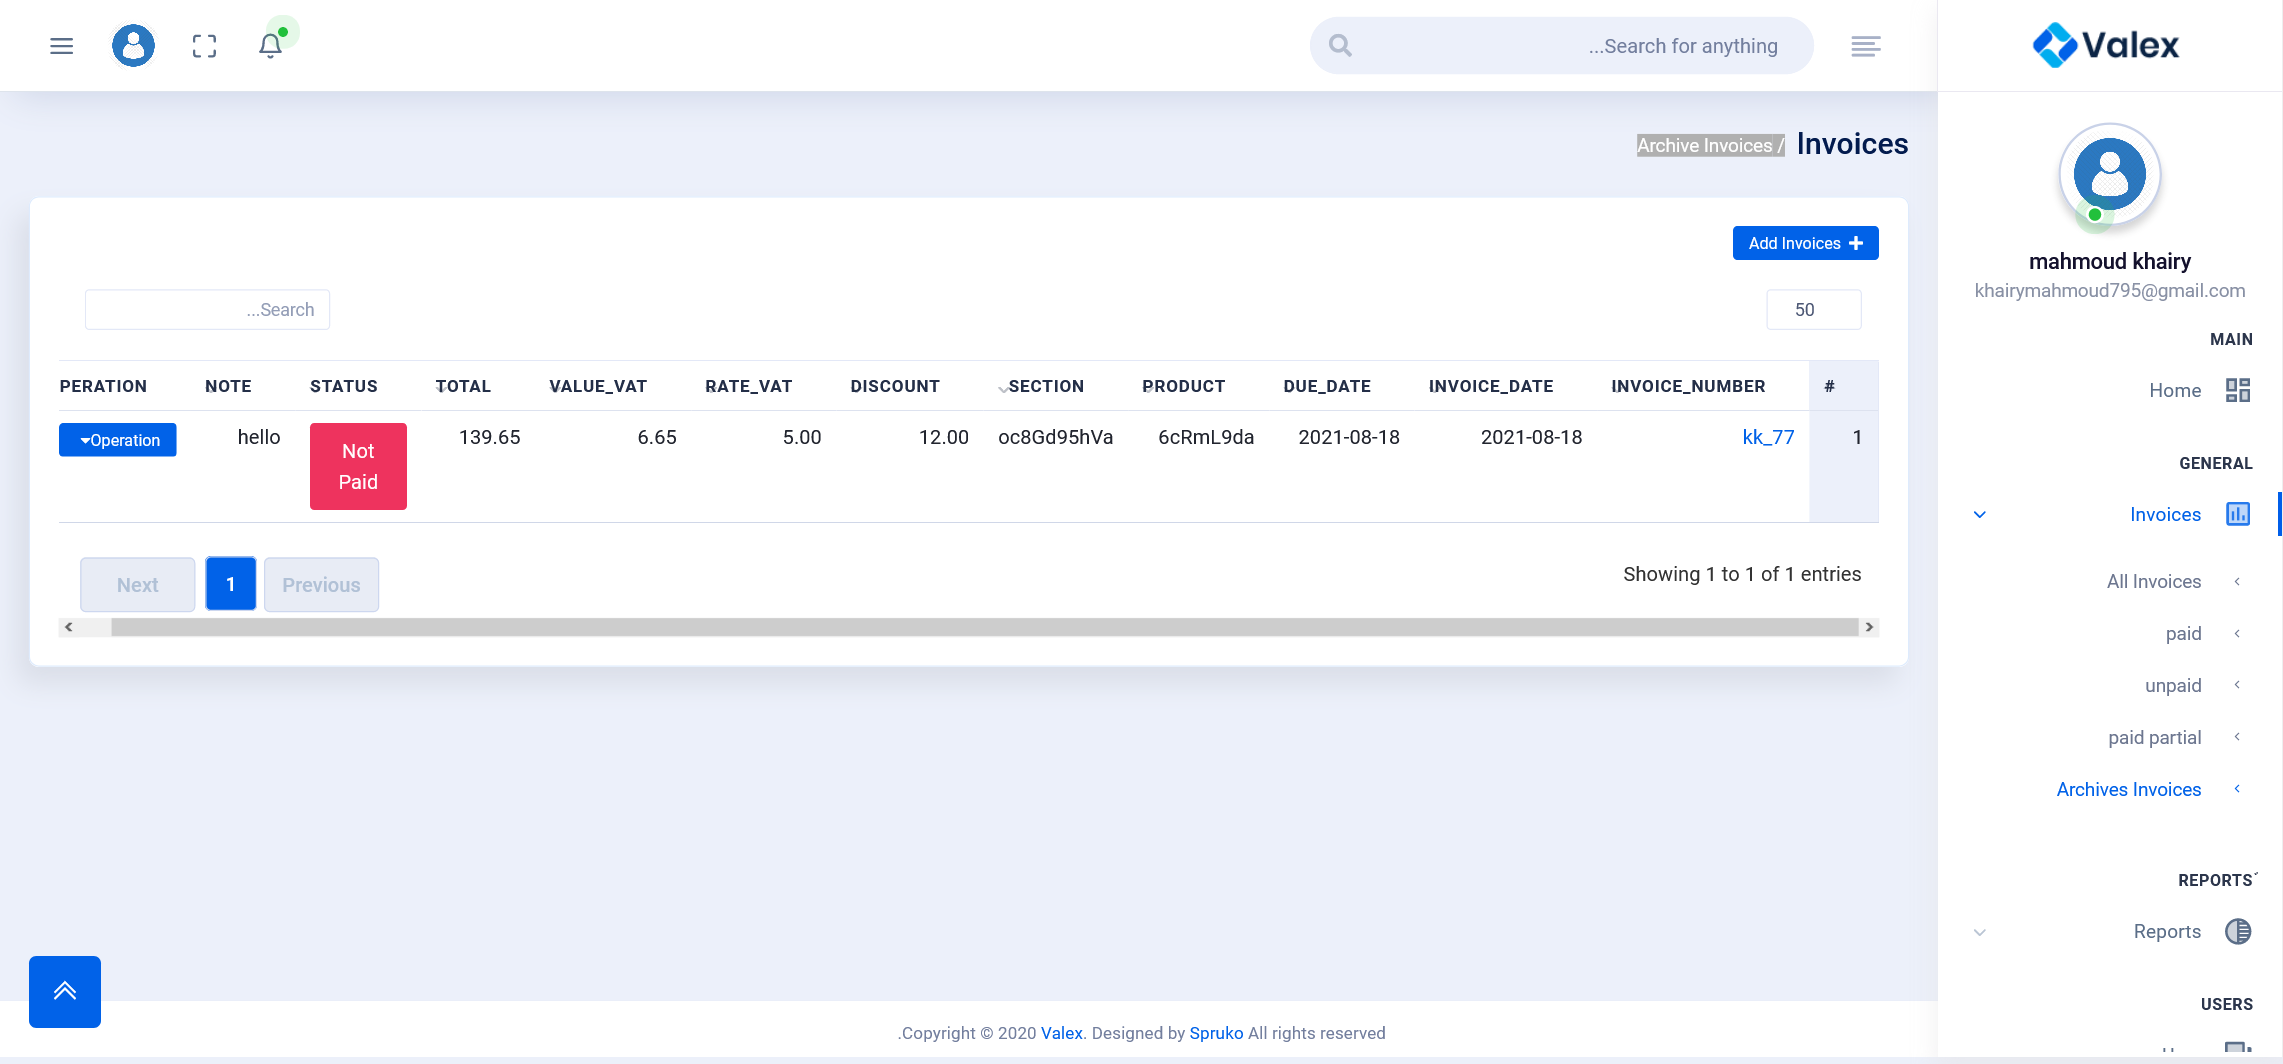 ...Search for anything
Valex
Archive Invoices / Invoices
mahmoud khairy
khairymahmoud795@gmail.com
Add Invoices
...Search
50
PERATION NOTE STATUS TOTAL VALUE_VAT RATE_VAT DISCOUNT SECTION PRODUCT DUE_DATE INVOICE_DATE INVOICE_NUMBER #
Operation hello Not 139.65 6.65 5.00 12.00 oc8Gd95hVa 6cRmL9da 2021-08-18 2021-08-18 kk_77 1
Paid
Next 1 Previous
Showing 1 to 1 of 1 entries
MAIN
Home
GENERAL
Invoices
All Invoices
paid
unpaid
paid partial
Archives Invoices
REPORTS
Reports
USERS
.Copyright © 2020 Valex. Designed by Spruko All rights reserved